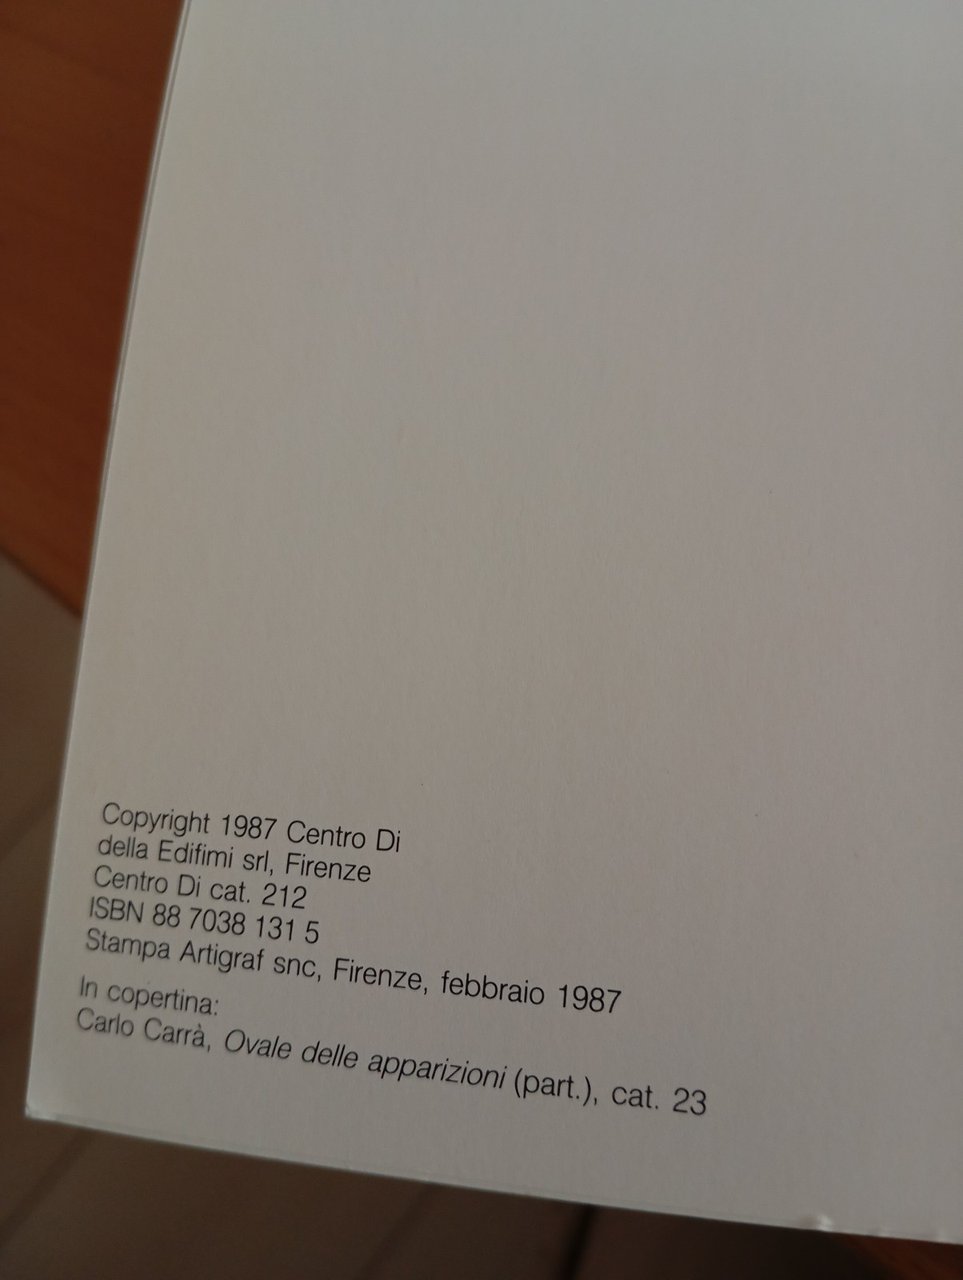 Copyright 1987 Centro Di
della Edifimi srl, Firenze
Centro Di cat. 212
ISBN 88 7038 131 5
Stampa Artigraf snc, Firenze, febbraio 1987
In copertina:
Carlo Carrà, Ovale delle apparizioni (part.), cat. 23